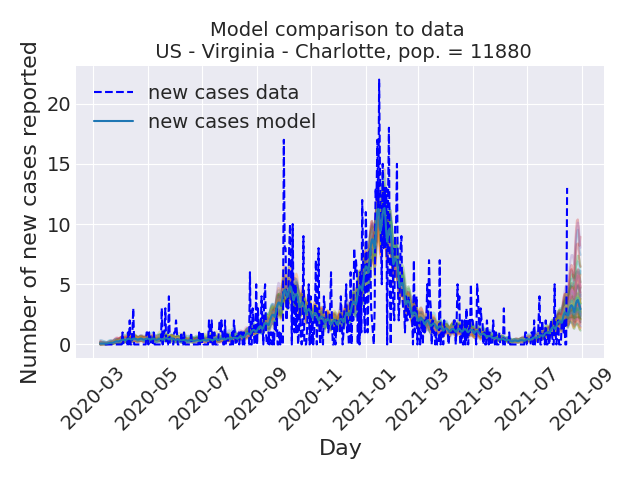 Model comparison to data
US - Virginia - Charlotte, pop. = 11880
Number of new cases reported
20
15
10
5
0
new cases data
new cases model
2020-03
2020-05
2020-07
2020-09
2020-11
2021-01
2021-03
2021-05
2021-07
2021-09
Day